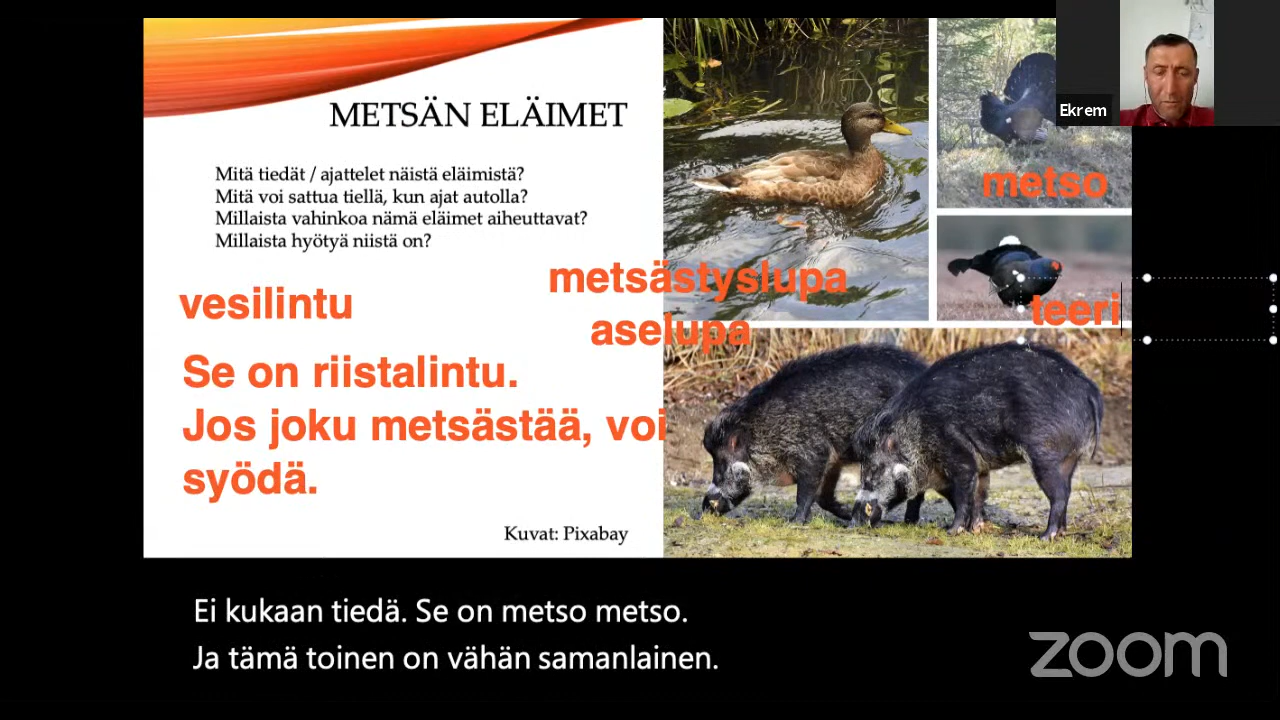 METSÄN ELÄIMET
Mitä tiedät / ajattelet näistä eläimistä?
Mitä voi sattua tiellä, kun ajat autolla?
Millaista vahinkoa nämä eläimet aiheuttavat?
Millaista hyötyä niistä on?
vesilintu
Se on riistalintu.
Jos joku metsästää, voi
syödä.
metsästyslupa
aselupa
metso
teeri
Kuvat: Pixabay
Ekrem
Ei kukaan tiedä. Se on metso metso.
Ja tämä toinen on vähän samanlainen.
zoom